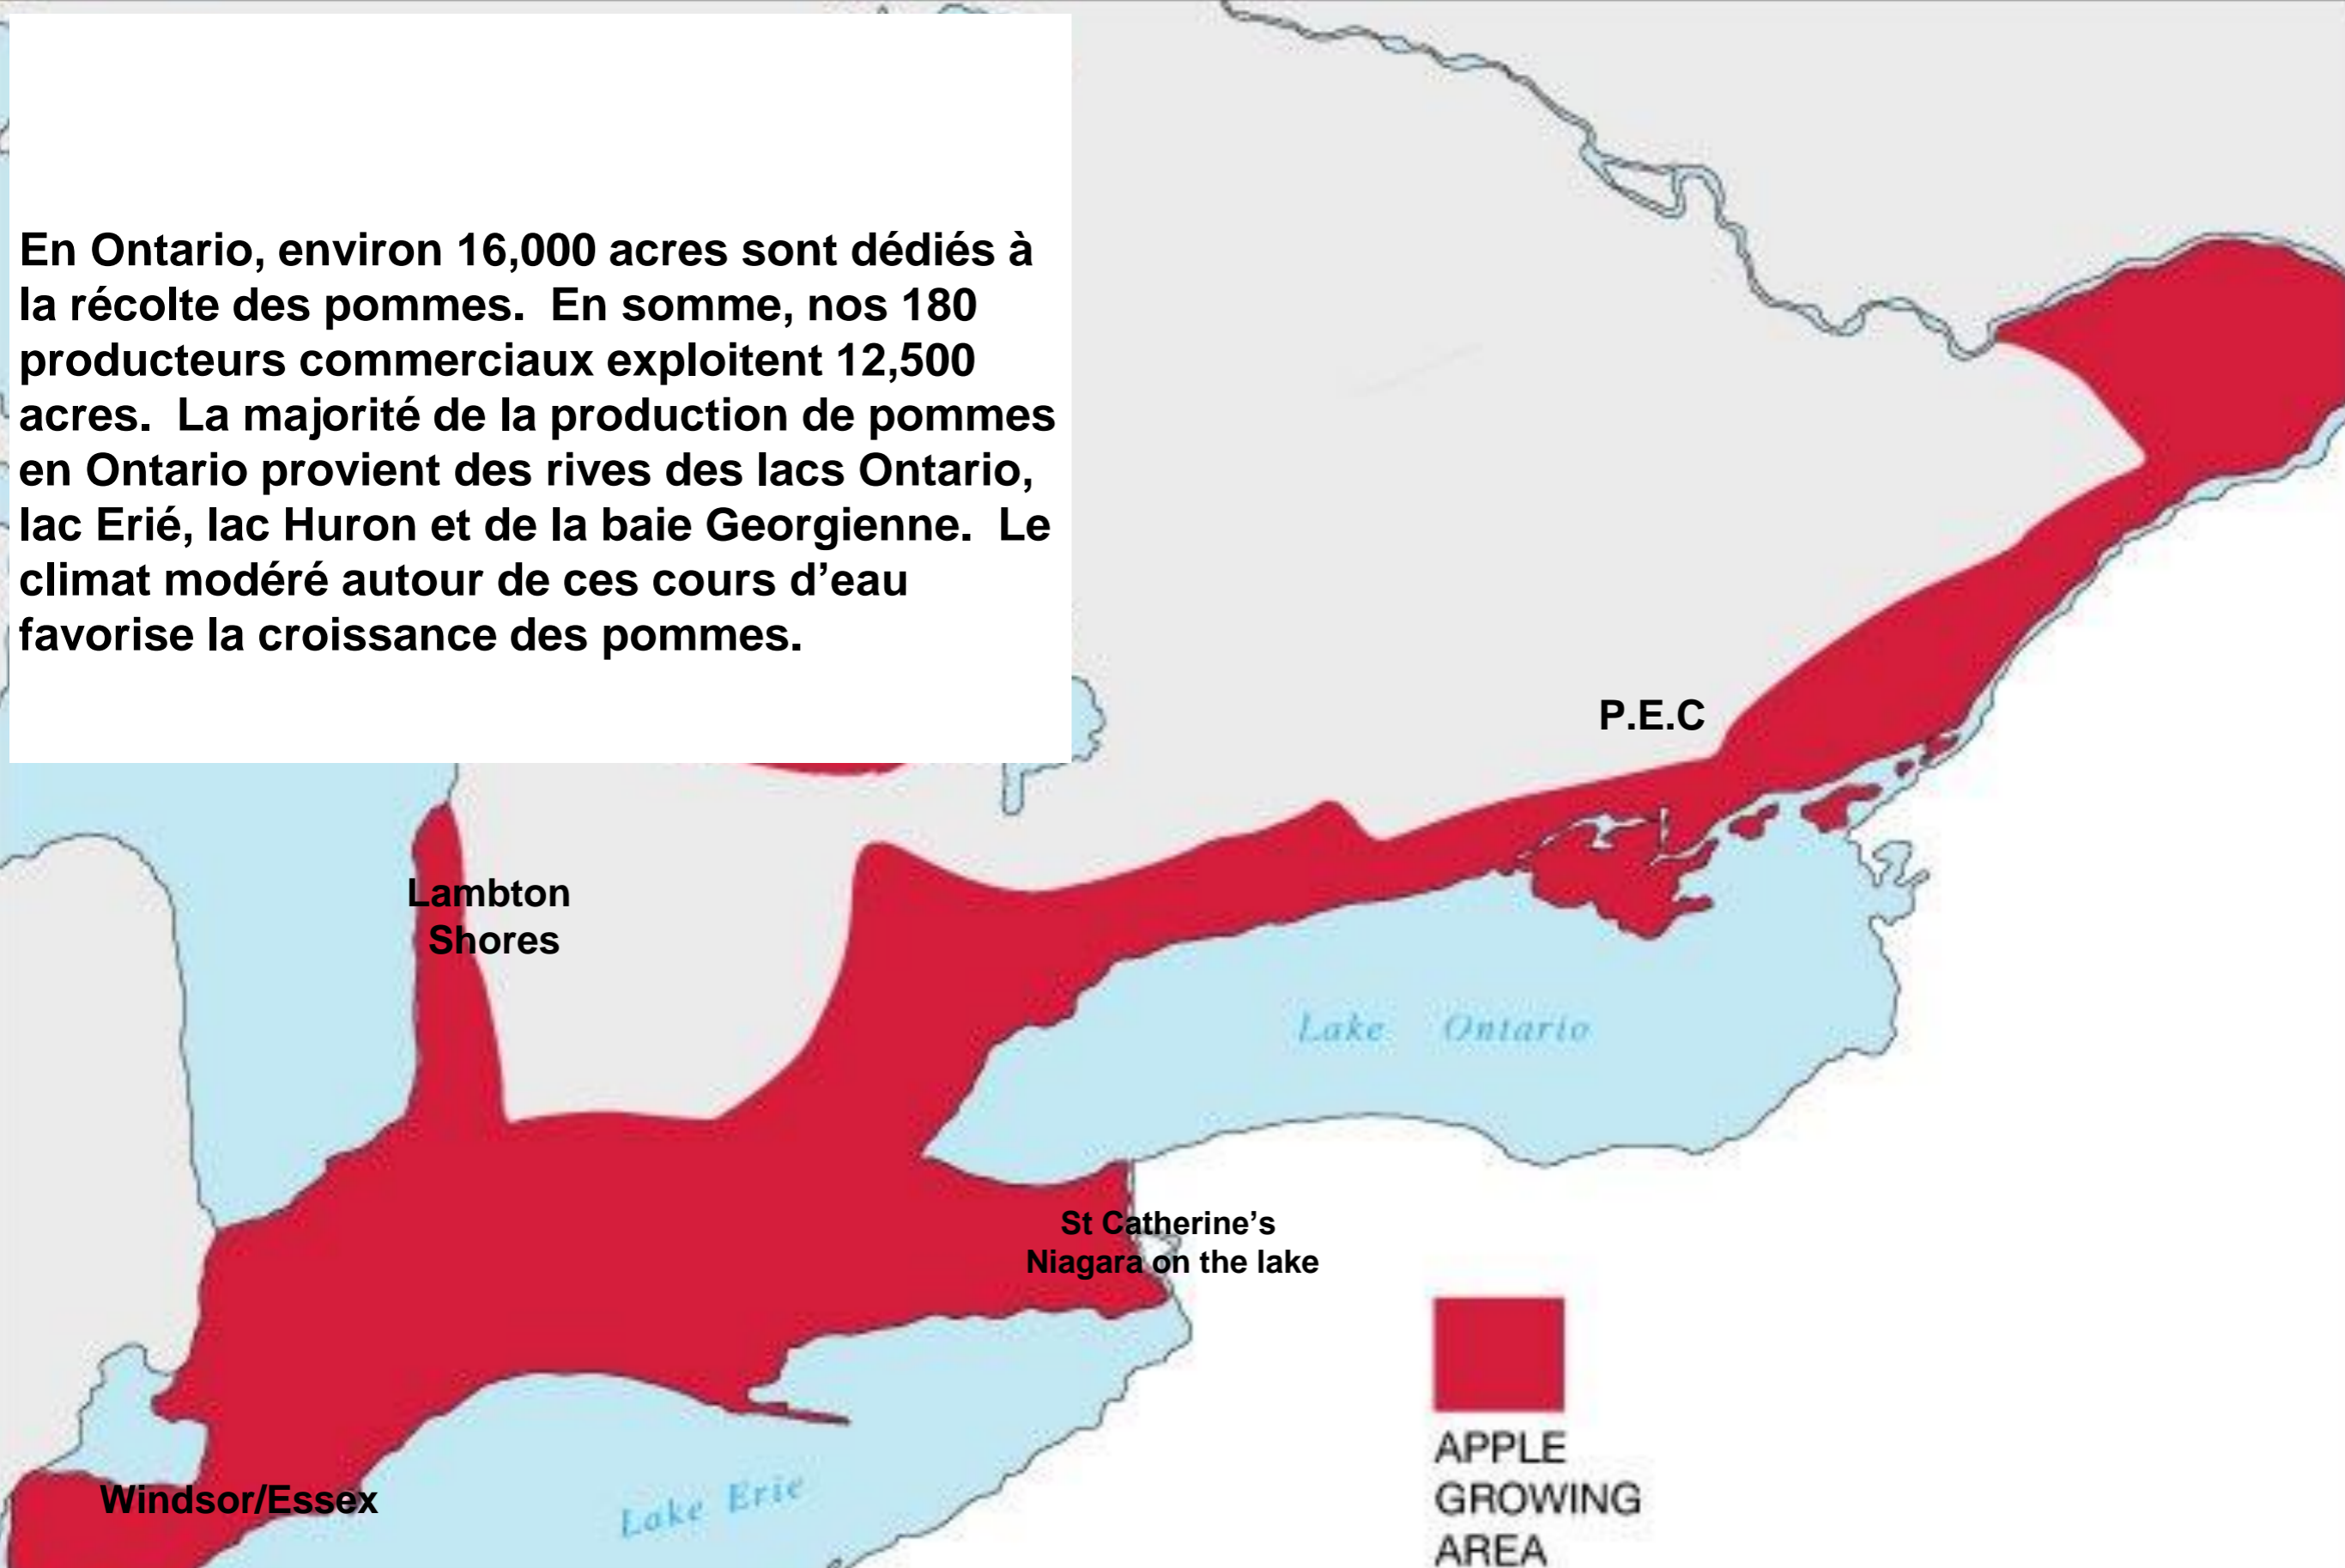 En Ontario, environ 16,000 acres sont dédiés à
la récolte des pommes.  En somme, nos 180
producteurs commerciaux exploitent 12,500
acres.  La majorité de la production de pommes
en Ontario provient des rives des lacs Ontario,
lac Erié, lac Huron et de la baie Georgienne.  Le
climat modéré autour de ces cours d’eau
favorise la croissance des pommes.
P.E.C
Lambton
Shores
Lake Ontario
St Catherine’s
Niagara on the lake
Windsor/Essex
Lake Erie
APPLE
GROWING
AREA